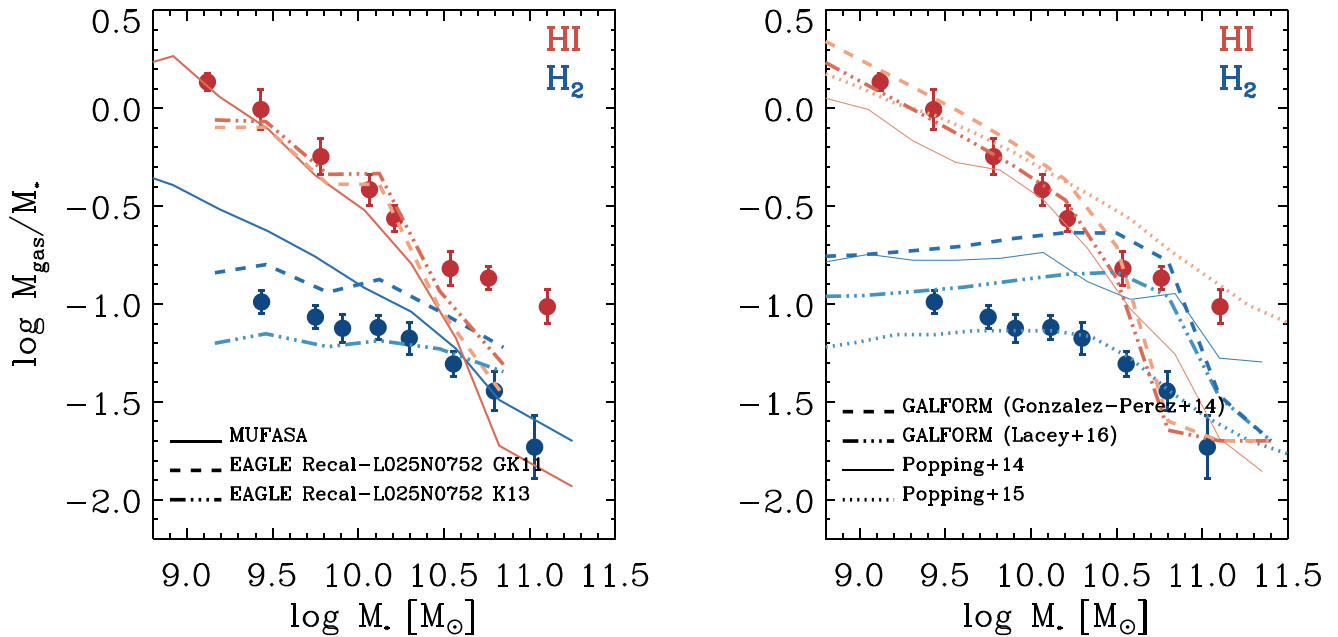 HI
H₂
0.5
0.0
−0.5
−1.0
−1.5
−2.0
log M_gas/M⋆
MUFASA
EAGLE Recal−L025N0752 GK11
EAGLE Recal−L025N0752 K13
9.0 9.5 10.0 10.5 11.0 11.5
log M⋆ [M⊙]
HI
H₂
0.5
0.0
−0.5
−1.0
−1.5
−2.0
GALFORM (Gonzalez−Perez+14)
GALFORM (Lacey+16)
Popping+14
Popping+15
9.0 9.5 10.0 10.5 11.0 11.5
log M⋆ [M⊙]